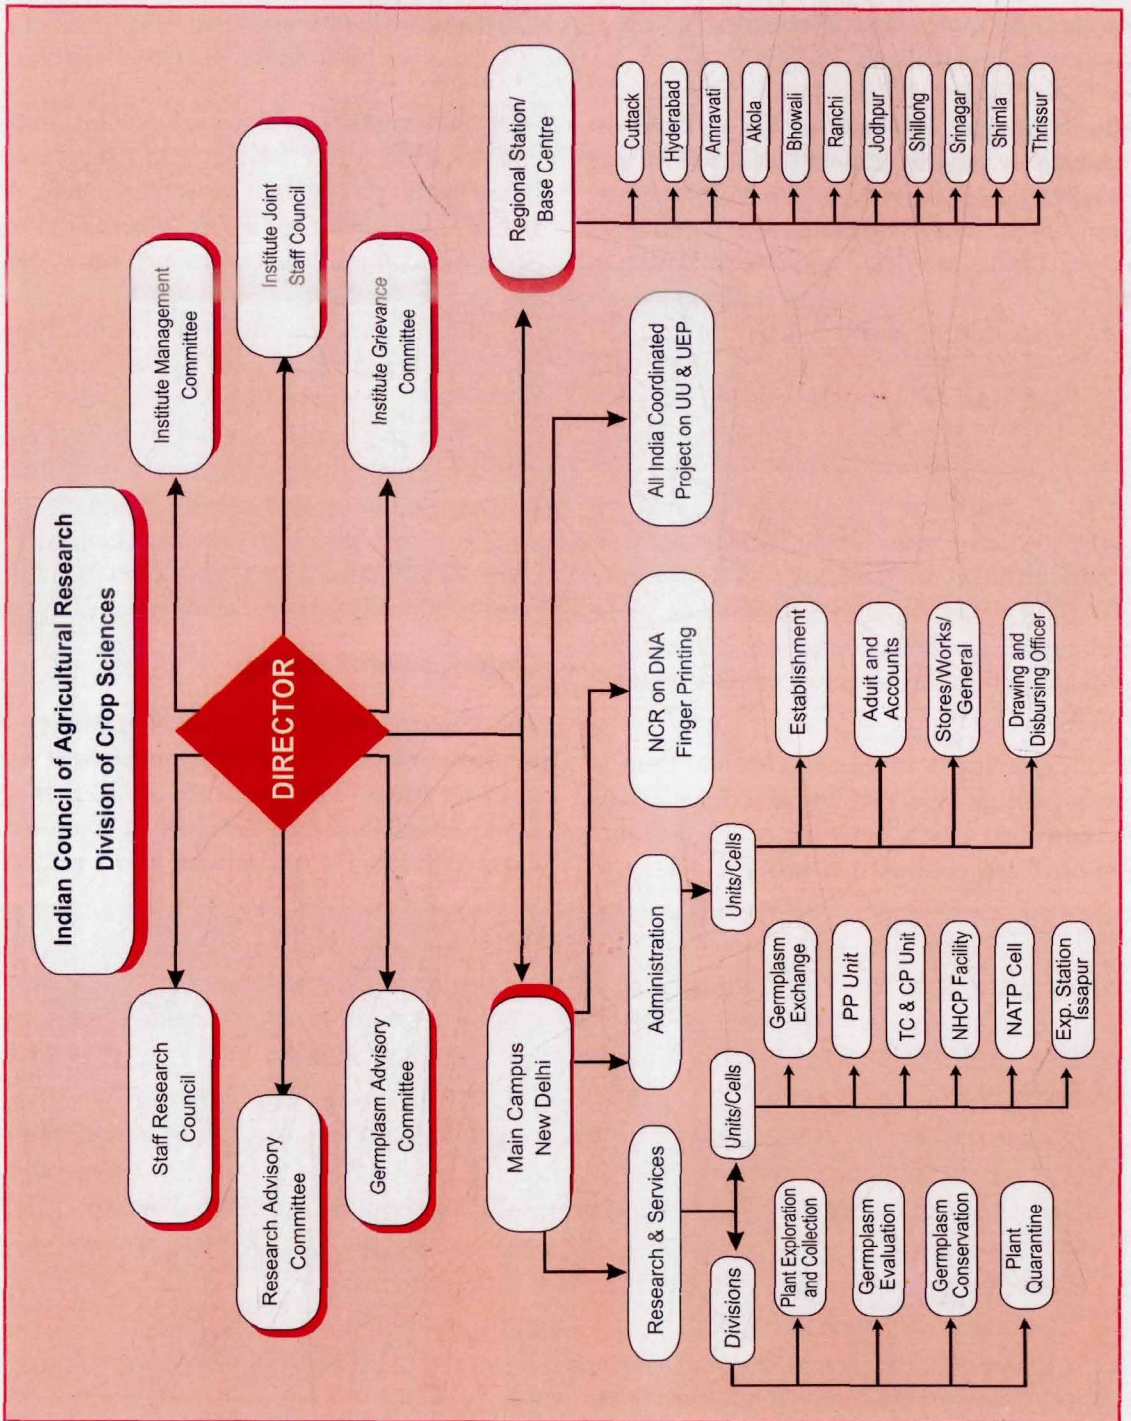 Indian Council of Agricultural Research
Division of Crop Sciences
DIRECTOR
Staff Research
Council
Research Advisory
Committee
Germplasm Advisory
Committee
Institute Management
Committee
Institute Joint
Staff Council
Institute Grievance
Committee
Main Campus
New Delhi
Regional Station/
Base Centre
Research & Services
Administration
NCR on DNA
Finger Printing
All India Coordinated
Project on UU & UEP
Divisions
Units/Cells
Units/Cells
Plant Exploration
and Collection
Germplasm
Evaluation
Germplasm
Conservation
Plant
Quarantine
Germplasm
Exchange
PP Unit
TC & CP Unit
NHCP Facility
NATP Cell
Exp. Station
Issapur
Establishment
Aduit and
Accounts
Stores/Works/
General
Drawing and
Disbursing Officer
Cuttack
Hyderabad
Amravati
Akola
Bhowali
Ranchi
Jodhpur
Shillong
Srinagar
Shimla
Thrissur